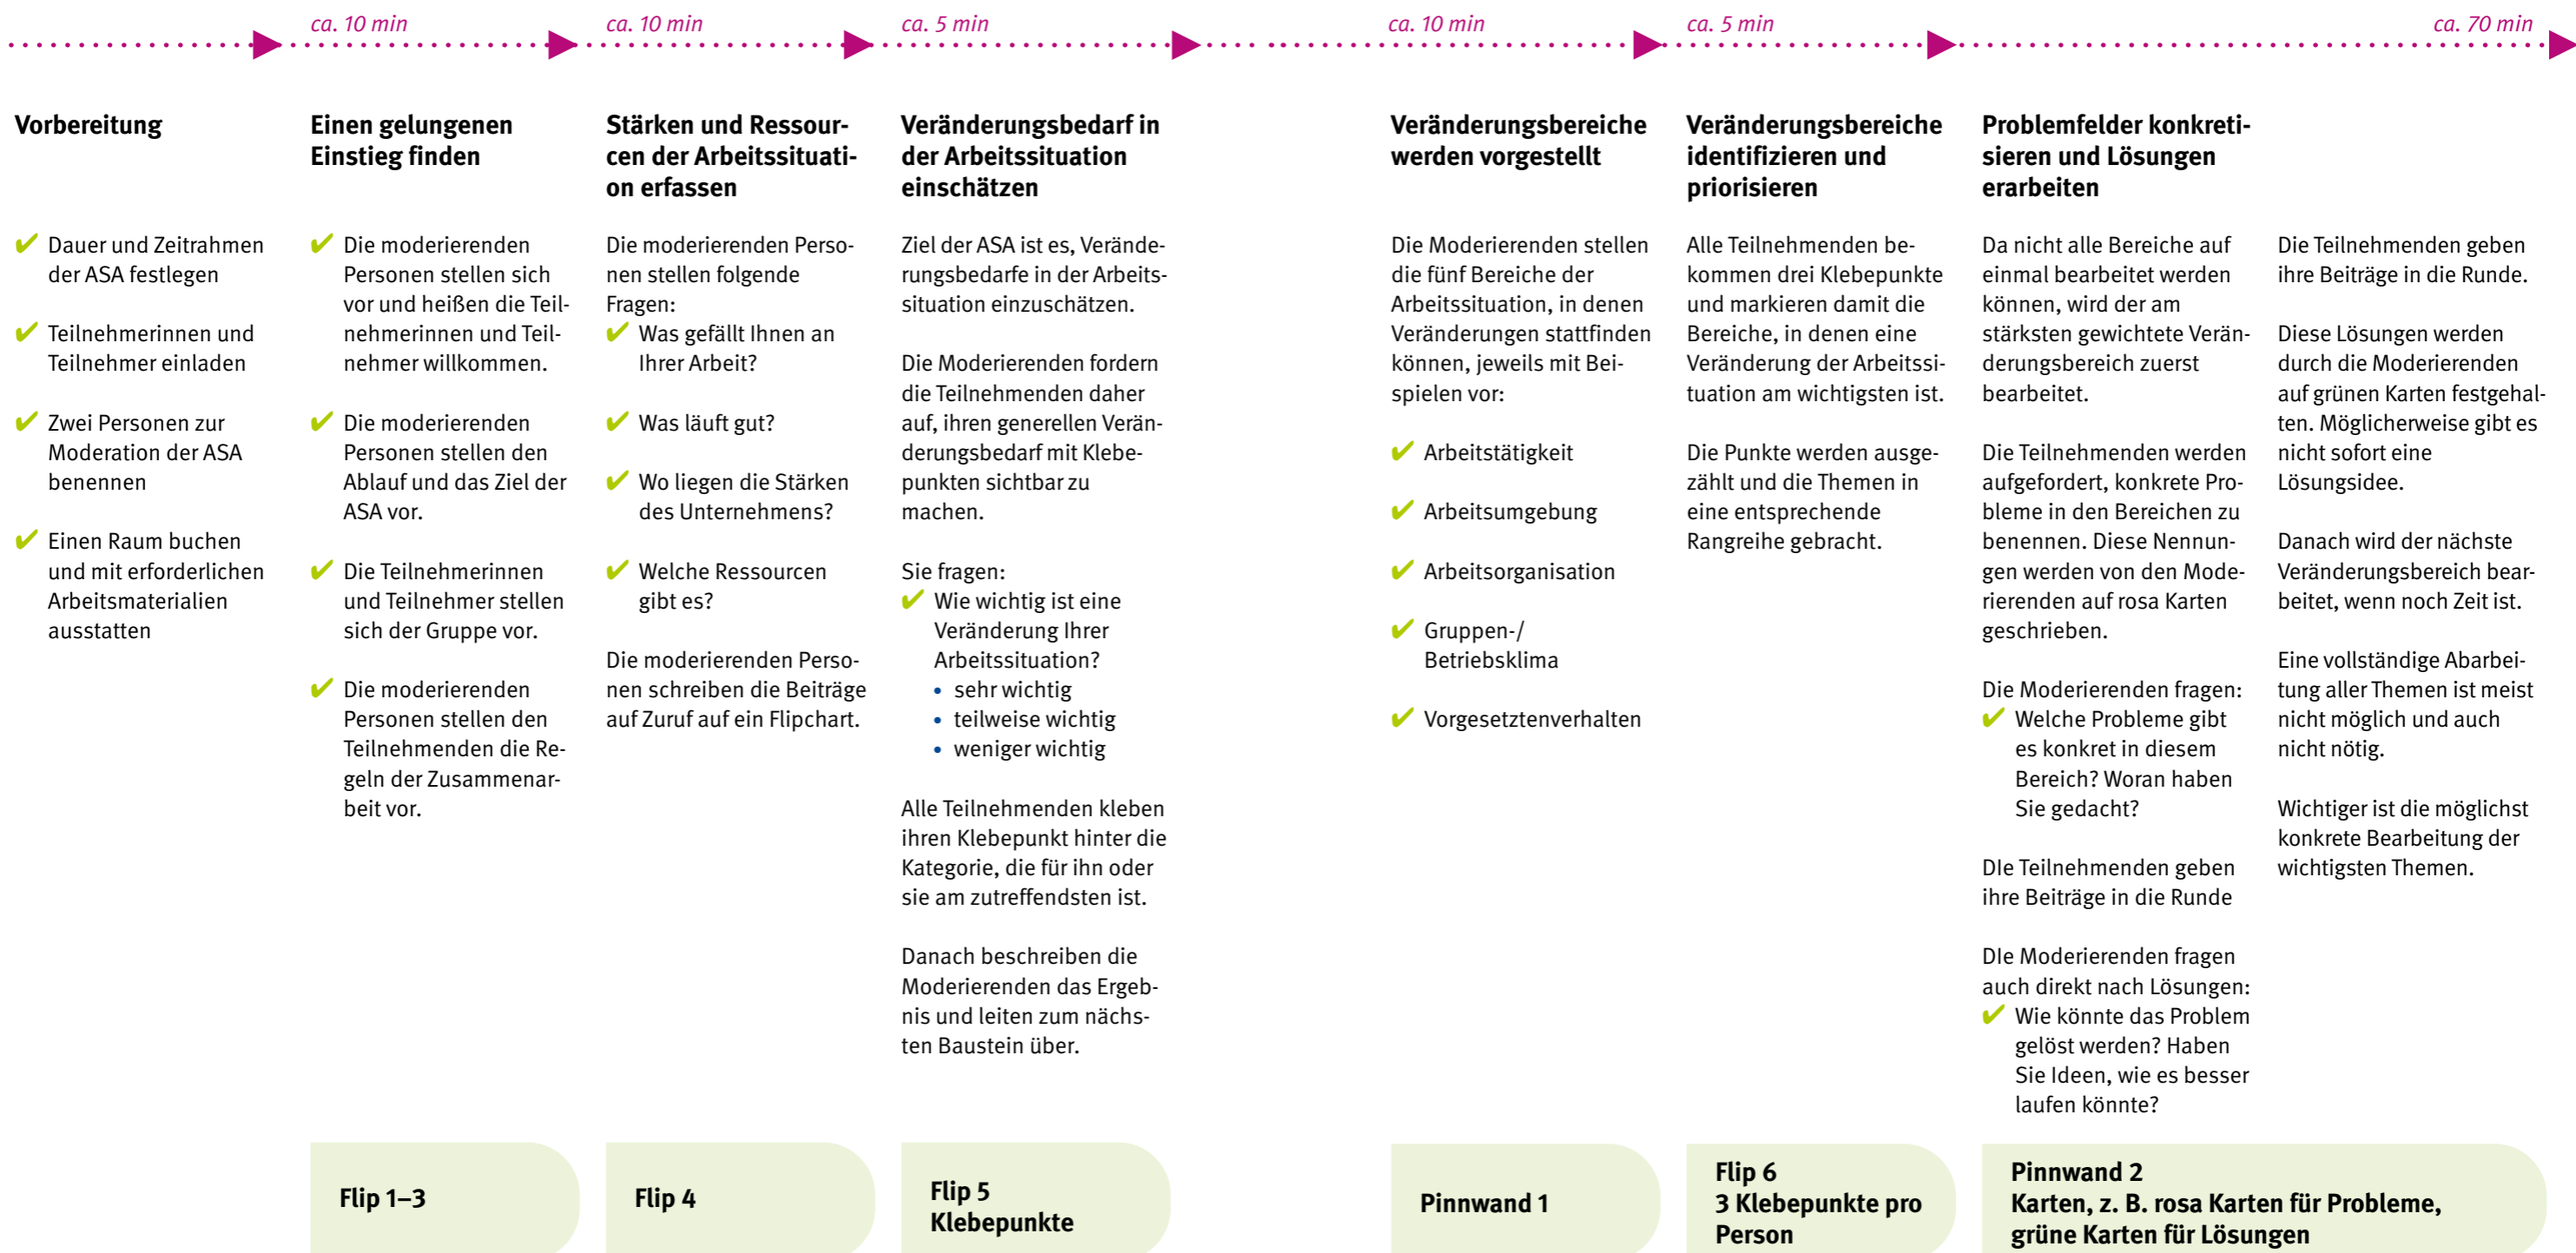 ca. 10 min
ca. 10 min
ca. 5 min
ca. 10 min
ca. 5 min
ca. 70 min
Vorbereitung
✔ Dauer und Zeitrahmen
der ASA festlegen
✔ Teilnehmerinnen und
Teilnehmer einladen
✔ Zwei Personen zur
Moderation der ASA
benennen
✔ Einen Raum buchen
und mit erforderlichen
Arbeitsmaterialien
ausstatten
Einen gelungenen
Einstieg finden
✔ Die moderierenden
Personen stellen sich
vor und heißen die Teil-
nehmerinnen und Teil-
nehmer willkommen.
✔ Die moderierenden
Personen stellen den
Ablauf und das Ziel der
ASA vor.
✔ Die Teilnehmerinnen
und Teilnehmer stellen
sich der Gruppe vor.
✔ Die moderierenden
Personen stellen den
Teilnehmenden die Re-
geln der Zusammenar-
beit vor.
Flip 1–3
Stärken und Ressour-
cen der Arbeitssituati-
on erfassen
Die moderierenden Perso-
nen stellen folgende
Fragen:
✔ Was gefällt Ihnen an
Ihrer Arbeit?
✔ Was läuft gut?
✔ Wo liegen die Stärken
des Unternehmens?
✔ Welche Ressourcen
gibt es?
Die moderierenden Perso-
nen schreiben die Beiträge
auf Zuruf auf ein Flipchart.
Flip 4
Veränderungsbedarf in
der Arbeitssituation
einschätzen
Ziel der ASA ist es, Verände-
rungsbedarfe in der Arbeits-
situation einzuschätzen.
Die Moderierenden fordern
die Teilnehmenden daher
auf, ihren generellen Verän-
derungsbedarf mit Klebe-
punkten sichtbar zu
machen.
Sie fragen:
✔ Wie wichtig ist eine
Veränderung Ihrer
Arbeitssituation?
• sehr wichtig
• teilweise wichtig
• weniger wichtig
Alle Teilnehmenden kleben
ihren Klebepunkt hinter die
Kategorie, die für ihn oder
sie am zutreffendsten ist.
Danach beschreiben die
Moderierenden das Ergeb-
nis und leiten zum nächs-
ten Baustein über.
Flip 5
Klebepunkte
Veränderungsbereiche
werden vorgestellt
Die Moderierenden stellen
die fünf Bereiche der
Arbeitssituation, in denen
Veränderungen stattfinden
können, jeweils mit Bei-
spielen vor:
✔ Arbeitstätigkeit
✔ Arbeitsumgebung
✔ Arbeitsorganisation
✔ Gruppen-/
Betriebsklima
✔ Vorgesetztenverhalten
Pinnwand 1
Veränderungsbereiche
identifizieren und
priorisieren
Alle Teilnehmenden be-
kommen drei Klebepunkte
und markieren damit die
Bereiche, in denen eine
Veränderung der Arbeitssi-
tuation am wichtigsten ist.
Die Punkte werden ausge-
zählt und die Themen in
eine entsprechende
Rangreihe gebracht.
Flip 6
3 Klebepunkte pro
Person
Problemfelder konkreti-
sieren und Lösungen
erarbeiten
Da nicht alle Bereiche auf
einmal bearbeitet werden
können, wird der am
stärksten gewichtete Verän-
derungsbereich zuerst
bearbeitet.
Die Teilnehmenden werden
aufgefordert, konkrete Pro-
bleme in den Bereichen zu
benennen. Diese Nennun-
gen werden von den Mode-
rierenden auf rosa Karten
geschrieben.
Die Moderierenden fragen:
✔ Welche Probleme gibt
es konkret in diesem
Bereich? Woran haben
Sie gedacht?
DIe Teilnehmenden geben
ihre Beiträge in die Runde
DIe Moderierenden fragen
auch direkt nach Lösungen:
✔ Wie könnte das Problem
gelöst werden? Haben
Sie Ideen, wie es besser
laufen könnte?
Die Teilnehmenden geben
ihre Beiträge in die Runde.
Diese Lösungen werden
durch die Moderierenden
auf grünen Karten festgehal-
ten. Möglicherweise gibt es
nicht sofort eine
Lösungsidee.
Danach wird der nächste
Veränderungsbereich bear-
beitet, wenn noch Zeit ist.
Eine vollständige Abarbei-
tung aller Themen ist meist
nicht möglich und auch
nicht nötig.
Wichtiger ist die möglichst
konkrete Bearbeitung der
wichtigsten Themen.
Pinnwand 2
Karten, z. B. rosa Karten für Probleme,
grüne Karten für Lösungen